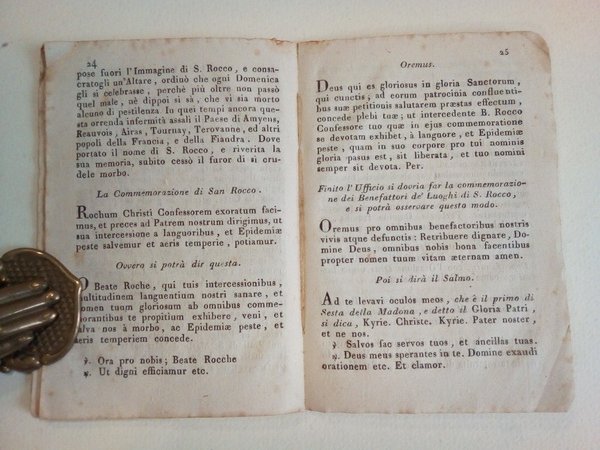 24
pose fuori l'Immagine di S. Rocco, e consa-
cratogli un'Altare, ordinò che ogni Domenica
gli si celebrasse, perchè più oltre non passò
quel male, nè dippoi si sà, che vi sia morto
alcuno di pestilenza. In quei tempi ancora que-
sta orrenda infermità assalì il Paese di Amyens,
Reauvois, Airas, Tournay, Terovanne, ed altri
popoli della Francia, e della Fiandra. Dove
portato il nome di S. Rocco, e riverita la
sua memoria, subito cessò il furor di si cru-
dele morbo.
La Commemorazione di San Rocco.
Rochum Christi Confessorem exoratum faci-
mus, et preces ad Patrem nostrum dirigimus, ut
sua intercessione a languoribus, et Epidemiæ
peste salvemur et aeris temperie, potiamur.
Ovvero si potrà dir questa.
O Beate Roche, qui tuis intercessionibus,
multitudinem languentium nostri sanare, et
nomen tuum gloriosum ab omnibus comme-
morantibus te propitium exhibere, veni, et
salva nos à morbo, ac Epidemiæ peste, et
aeris temperiem concede.
℣. Ora pro nobis; Beate Rocche
℟. Ut digni efficiamur etc.
25
Oremus.
Deus qui es gloriosus in gloria Sanctorum,
qui cunctis, ad eorum patrocinia confluenti-
bus suæ petitionis salutarem præstas effectum,
concede plebi tuæ; ut intercedente B. Rocco
Confessore tuo quæ in ejus commemoratione
se devotam exhibet, à languore, et Epidemiæ
peste, quam in suo corpore pro tui nominis
gloria pasus est, sit liberata, et tuo nomini
semper sit devota. Per.
Finito l'Uffizio si dovria far la commemorazio-
ne dei Benefattori de' Luoghi di S. Rocco,
e si potrà osservare questo modo.
Oremus pro omnibus benefactoribus nostris
vivis atque defunctis: Retribuere dignare, Do-
mine Deus, omnibus nobis bona facentibus
propter nomen tuum vitam æternam amen.
Poi si dirà il Salmo.
Ad te levavi oculos meos, che è il primo di
Sesta della Madona, e detto il Gloria Patri,
si dica, Kyrie. Christe. Kyrie. Pater noster,
et ne nos.
℣. Salvos fac servos tuos, et ancillas tuas.
℟. Deus meus sperantes in te. Domine exaudi
orationem etc. Et clamor.